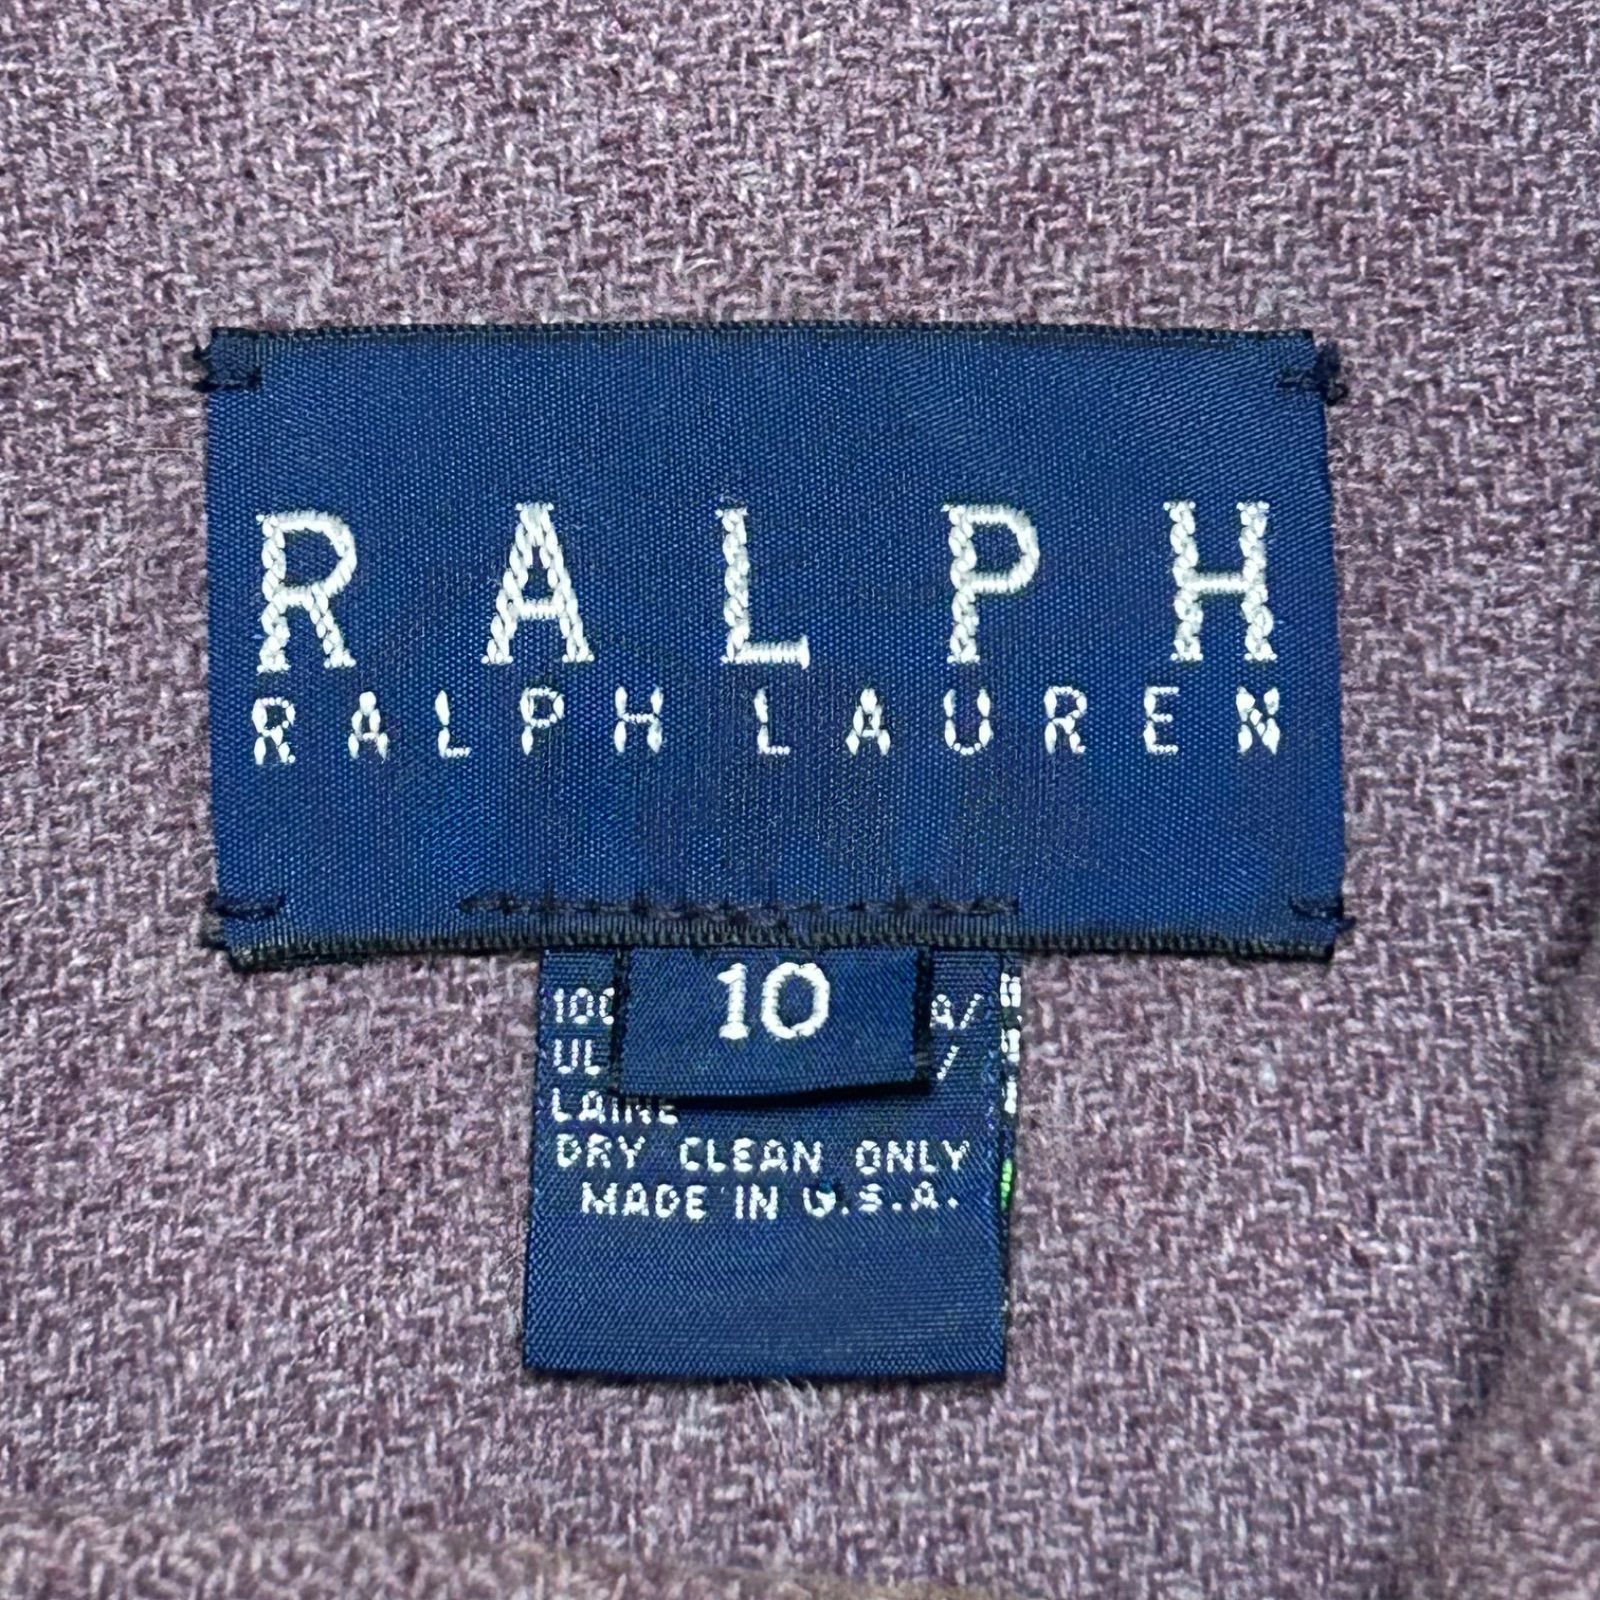 RALPH
RALPH LAUREN
10
LAINE
DRY CLEAN ONLY
MADE IN U.S.A.